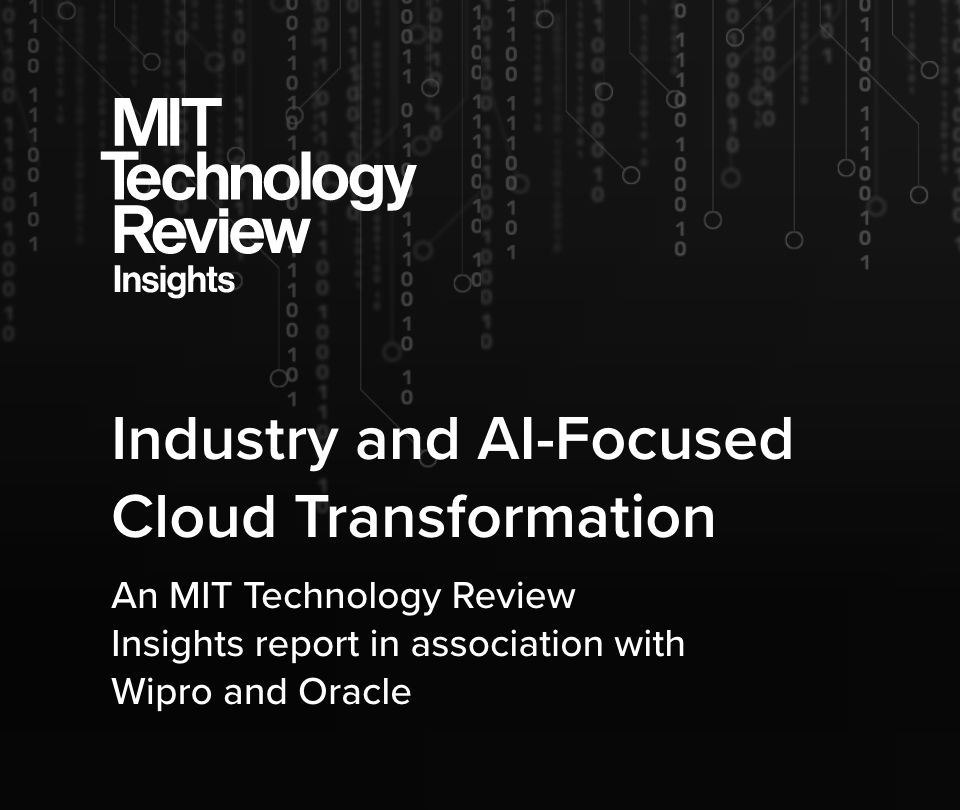 MIT
Technology
Review
Insights
Industry and AI-Focused
Cloud Transformation
An MIT Technology Review
Insights report in association with
Wipro and Oracle